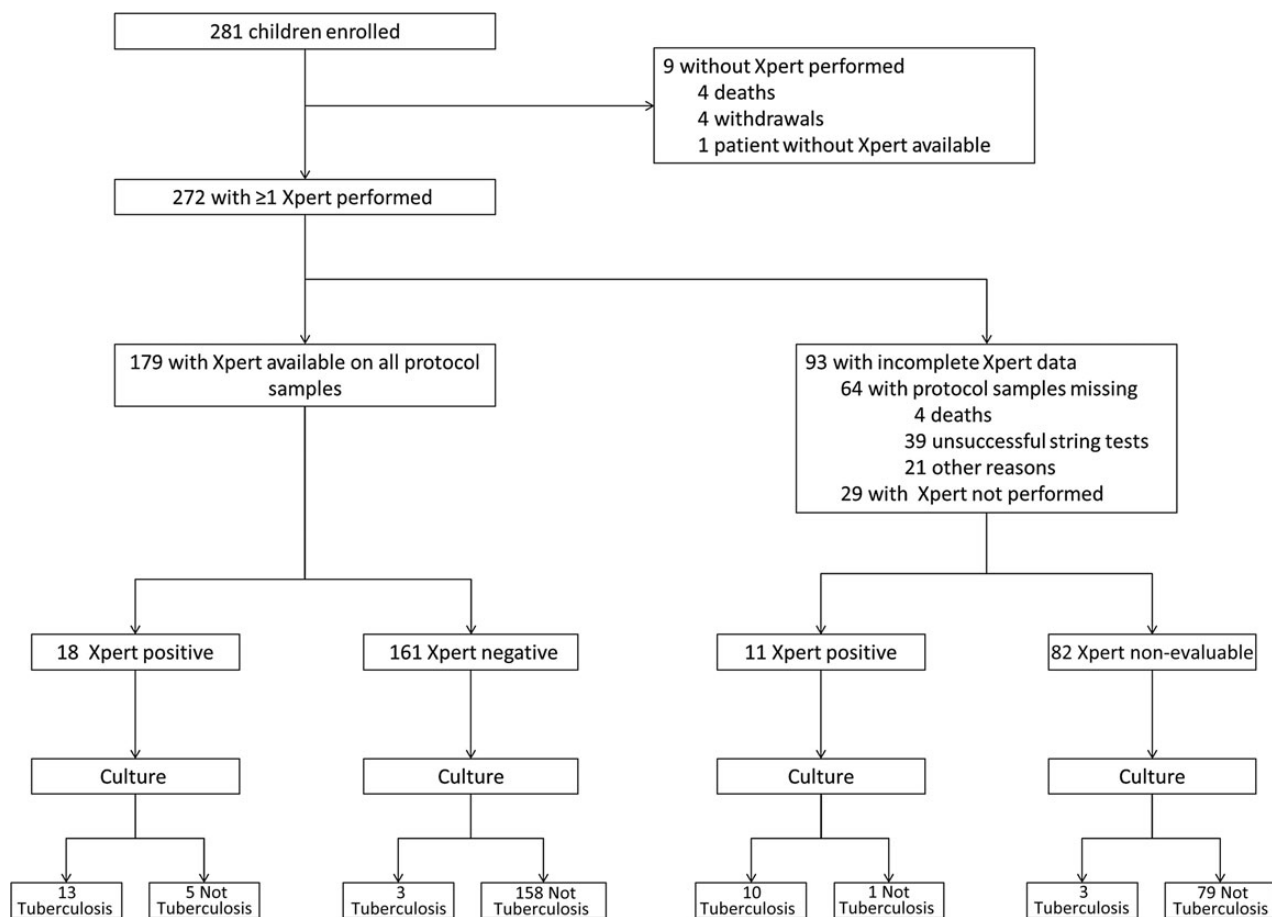 281 children enrolled
9 without Xpert performed
4 deaths
4 withdrawals
1 patient without Xpert available
272 with ≥1 Xpert performed
179 with Xpert available on all protocol
samples
93 with incomplete Xpert data
64 with protocol samples missing
4 deaths
39 unsuccessful string tests
21 other reasons
29 with Xpert not performed
18 Xpert positive
161 Xpert negative
11 Xpert positive
82 Xpert non-evaluable
Culture
Culture
Culture
Culture
13
Tuberculosis
5 Not
Tuberculosis
3
Tuberculosis
158 Not
Tuberculosis
10
Tuberculosis
1 Not
Tuberculosis
3
Tuberculosis
79 Not
Tuberculosis